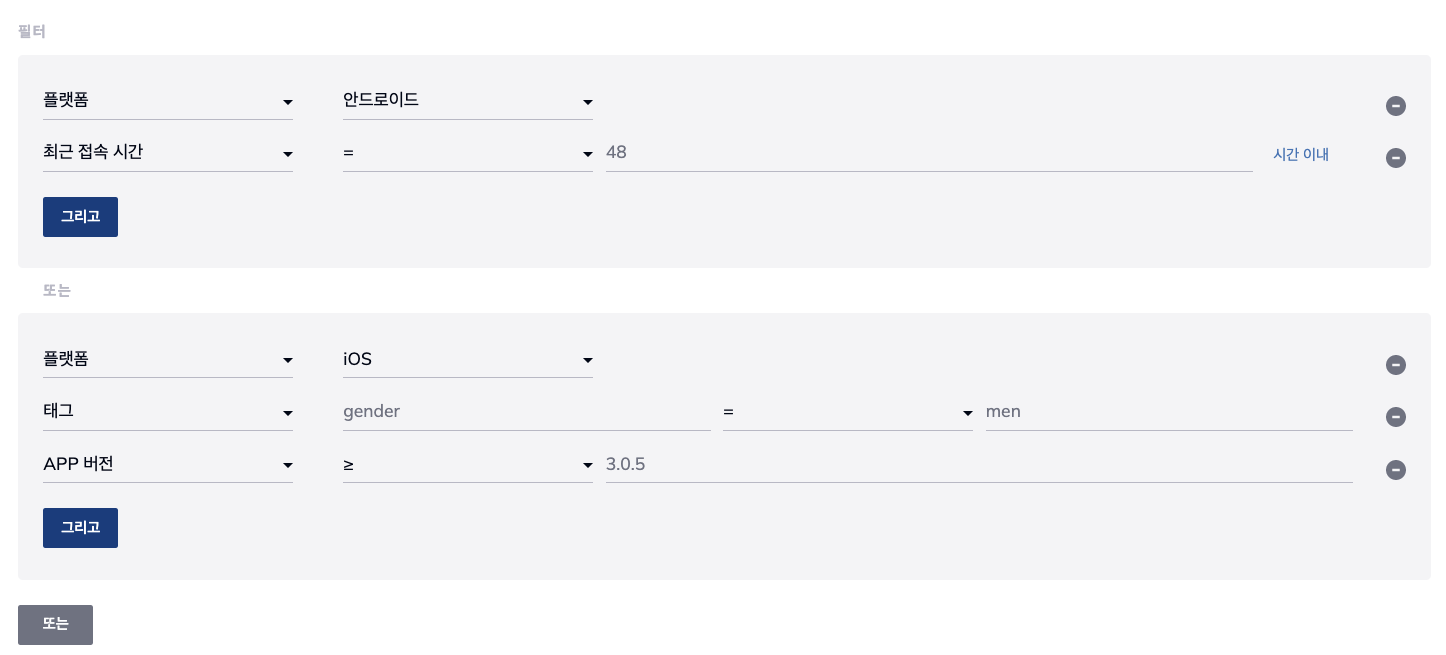 필터
플랫폼 안드로이드
최근 접속 시간 = 48 시간 이내
그리고
또는
플랫폼 iOS
태그 gender = men
APP 버전 ≥ 3.0.5
그리고
또는